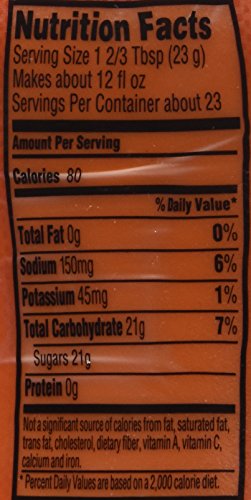 Nutrition Facts
Serving Size 1 2/3 Tbsp (23 g)
Makes about 12 fl oz
Servings Per Container about 23
Amount Per Serving
Calories 80
% Daily Value*
Total Fat 0g 0%
Sodium 150mg 6%
Potassium 45mg 1%
Total Carbohydrate 21g 7%
Sugars 21g
Protein 0g
Not a significant source of calories from fat, saturated fat,
trans fat, cholesterol, dietary fiber, vitamin A, vitamin C,
calcium and iron.
* Percent Daily Values are based on a 2,000 calorie diet.